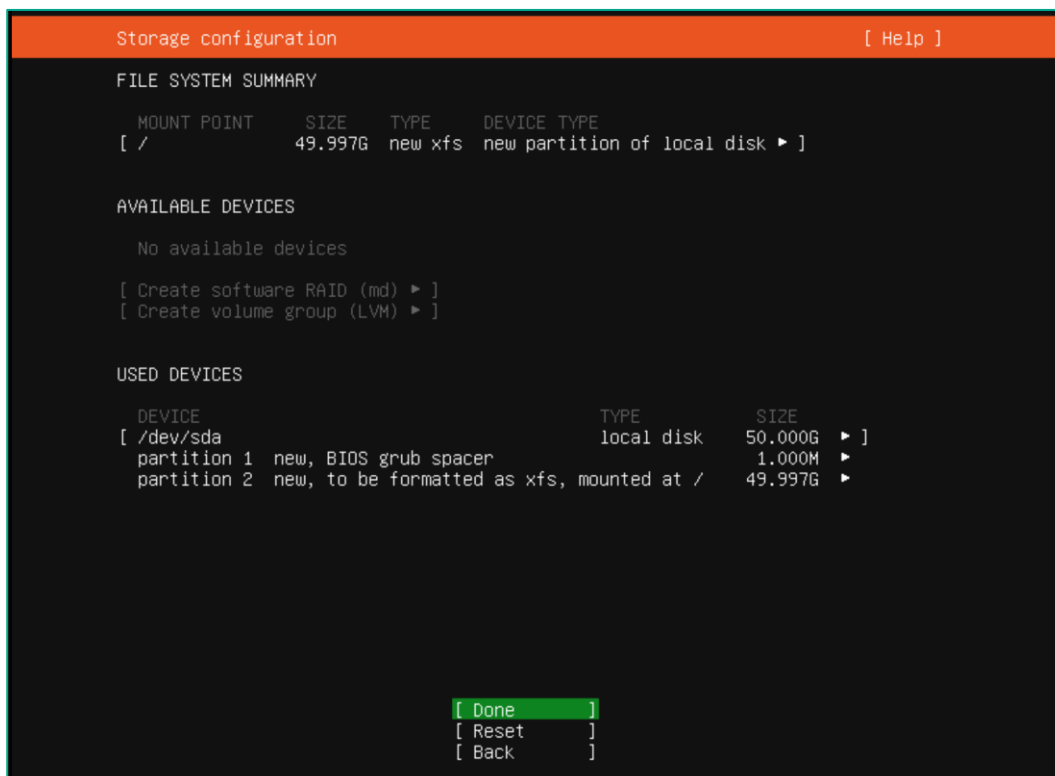 Storage configuration [ Help ]
FILE SYSTEM SUMMARY
MOUNT POINT SIZE TYPE DEVICE TYPE
[ / 49.997G new xfs new partition of local disk ▸ ]
AVAILABLE DEVICES
No available devices
[ Create software RAID (md) ▸ ]
[ Create volume group (LVM) ▸ ]
USED DEVICES
DEVICE TYPE SIZE
[ /dev/sda local disk 50.000G ▸ ]
partition 1 new, BIOS grub spacer 1.000M ▸
partition 2 new, to be formatted as xfs, mounted at / 49.997G ▸
[ Done ]
[ Reset ]
[ Back ]